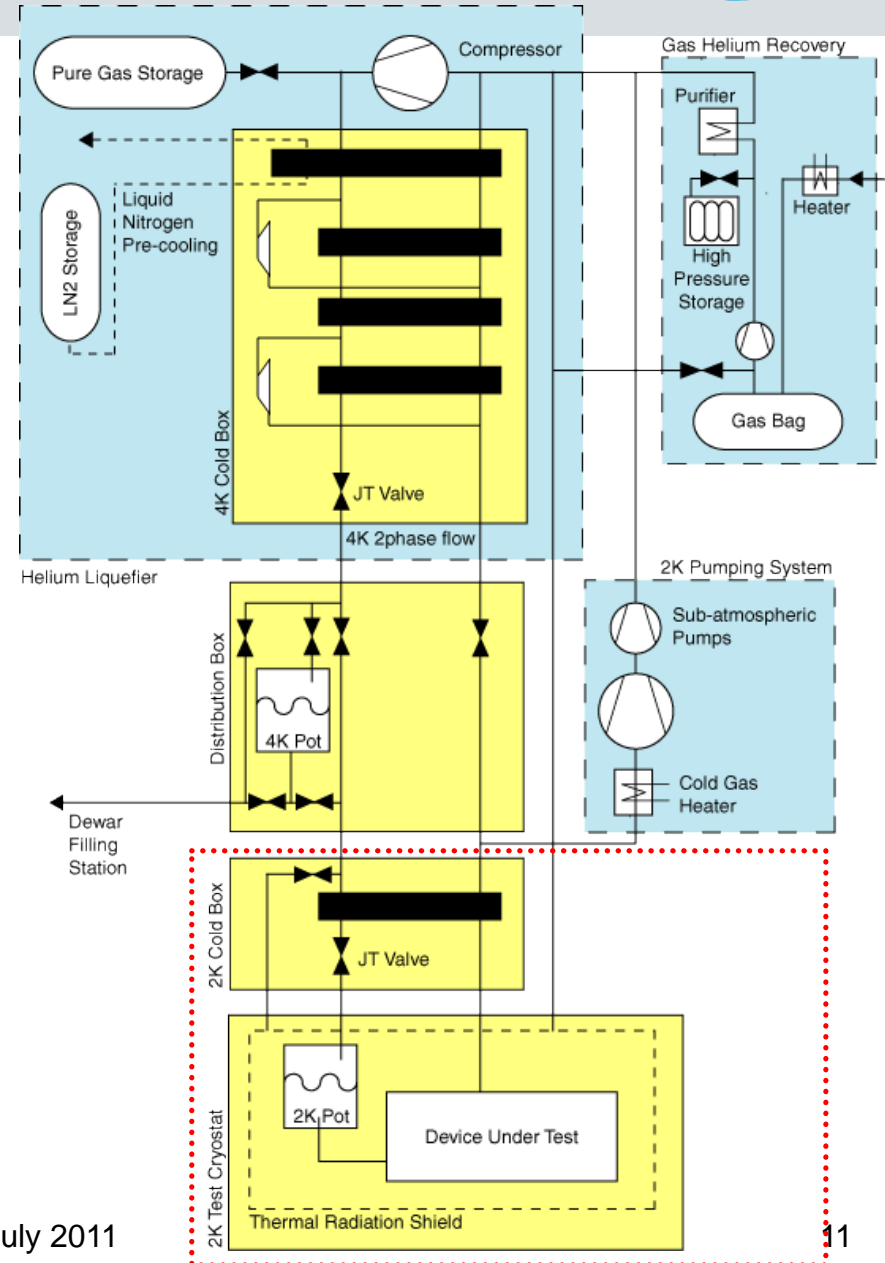 Compressor
Gas Helium Recovery
Pure Gas Storage
Purifier
Liquid
Nitrogen
Pre-cooling
LN2 Storage
Heater
High
Pressure
Storage
Gas Bag
4K Cold Box
JT Valve
4K 2phase flow
Helium Liquefier
2K Pumping System
Sub-atmospheric
Pumps
Distribution Box
4K Pot
Cold Gas
Heater
Dewar
Filling
Station
2K Cold Box
JT Valve
2K Pot
Device Under Test
2K Test Cryostat
Thermal Radiation Shield
uly 2011
11